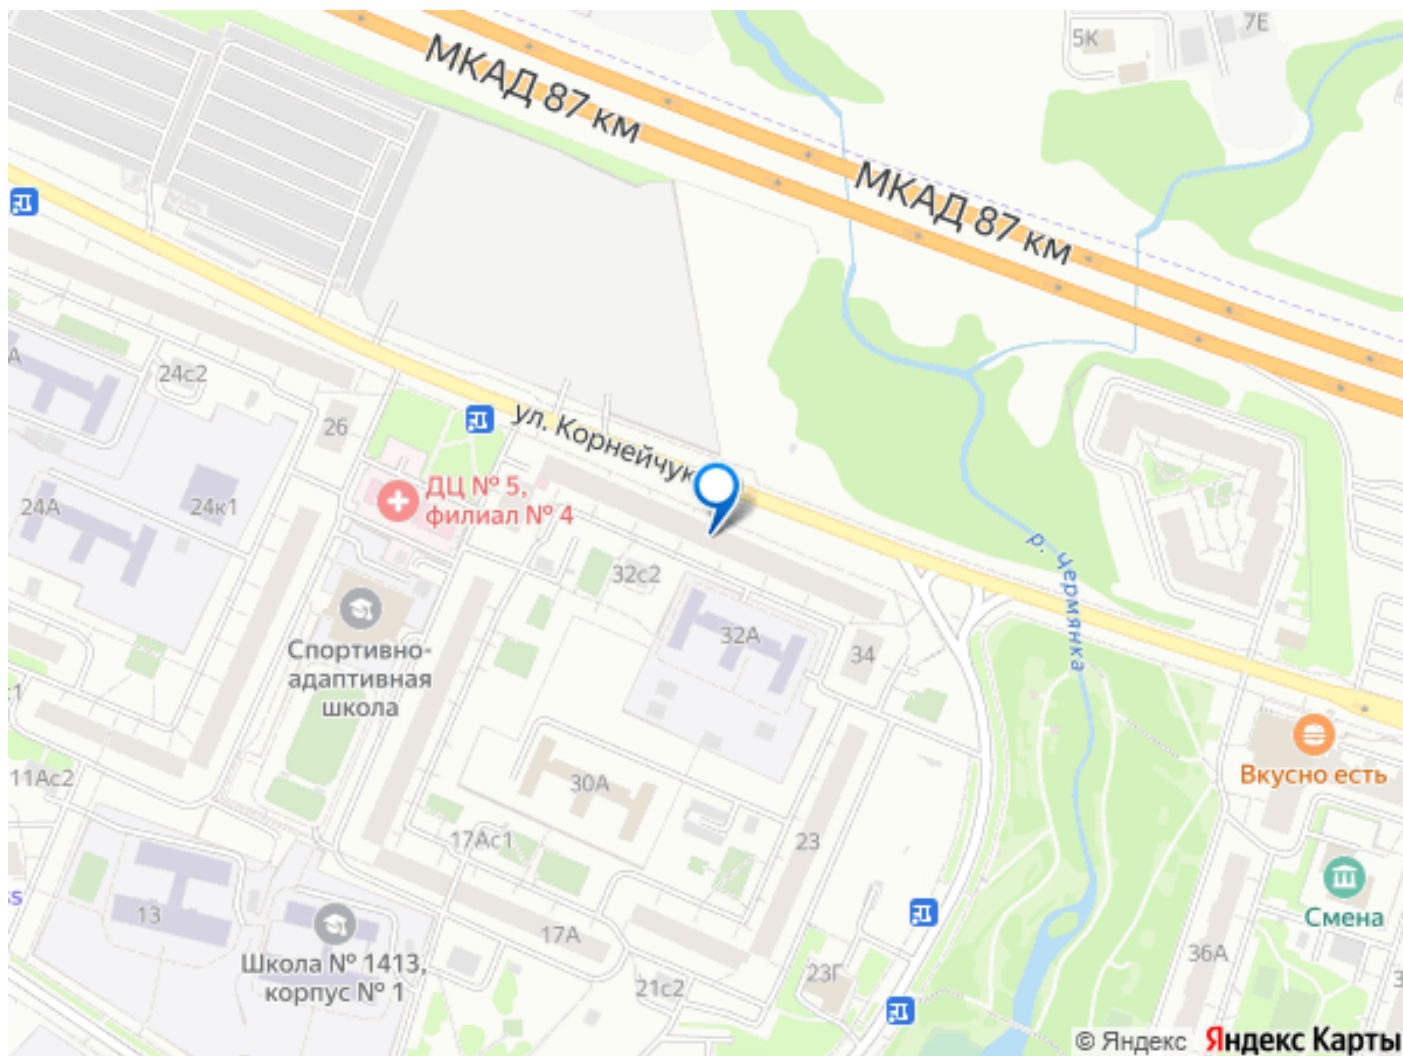 7Е
5К
МКАД 87 км
МКАД 87 км
24с2
26
ул. Корнейчук
ДЦ № 5,
филиал № 4
24А
24к1
32с2
р. Чермянка
32А
34
Спортивно-
адаптивная
школа
11Ас2
30А
17Ас1
23
Вкусно есть
13
17А
Школа № 1413,
корпус № 1
21с2
23Г
Смена
36А
© Яндекс Яндекс Карты